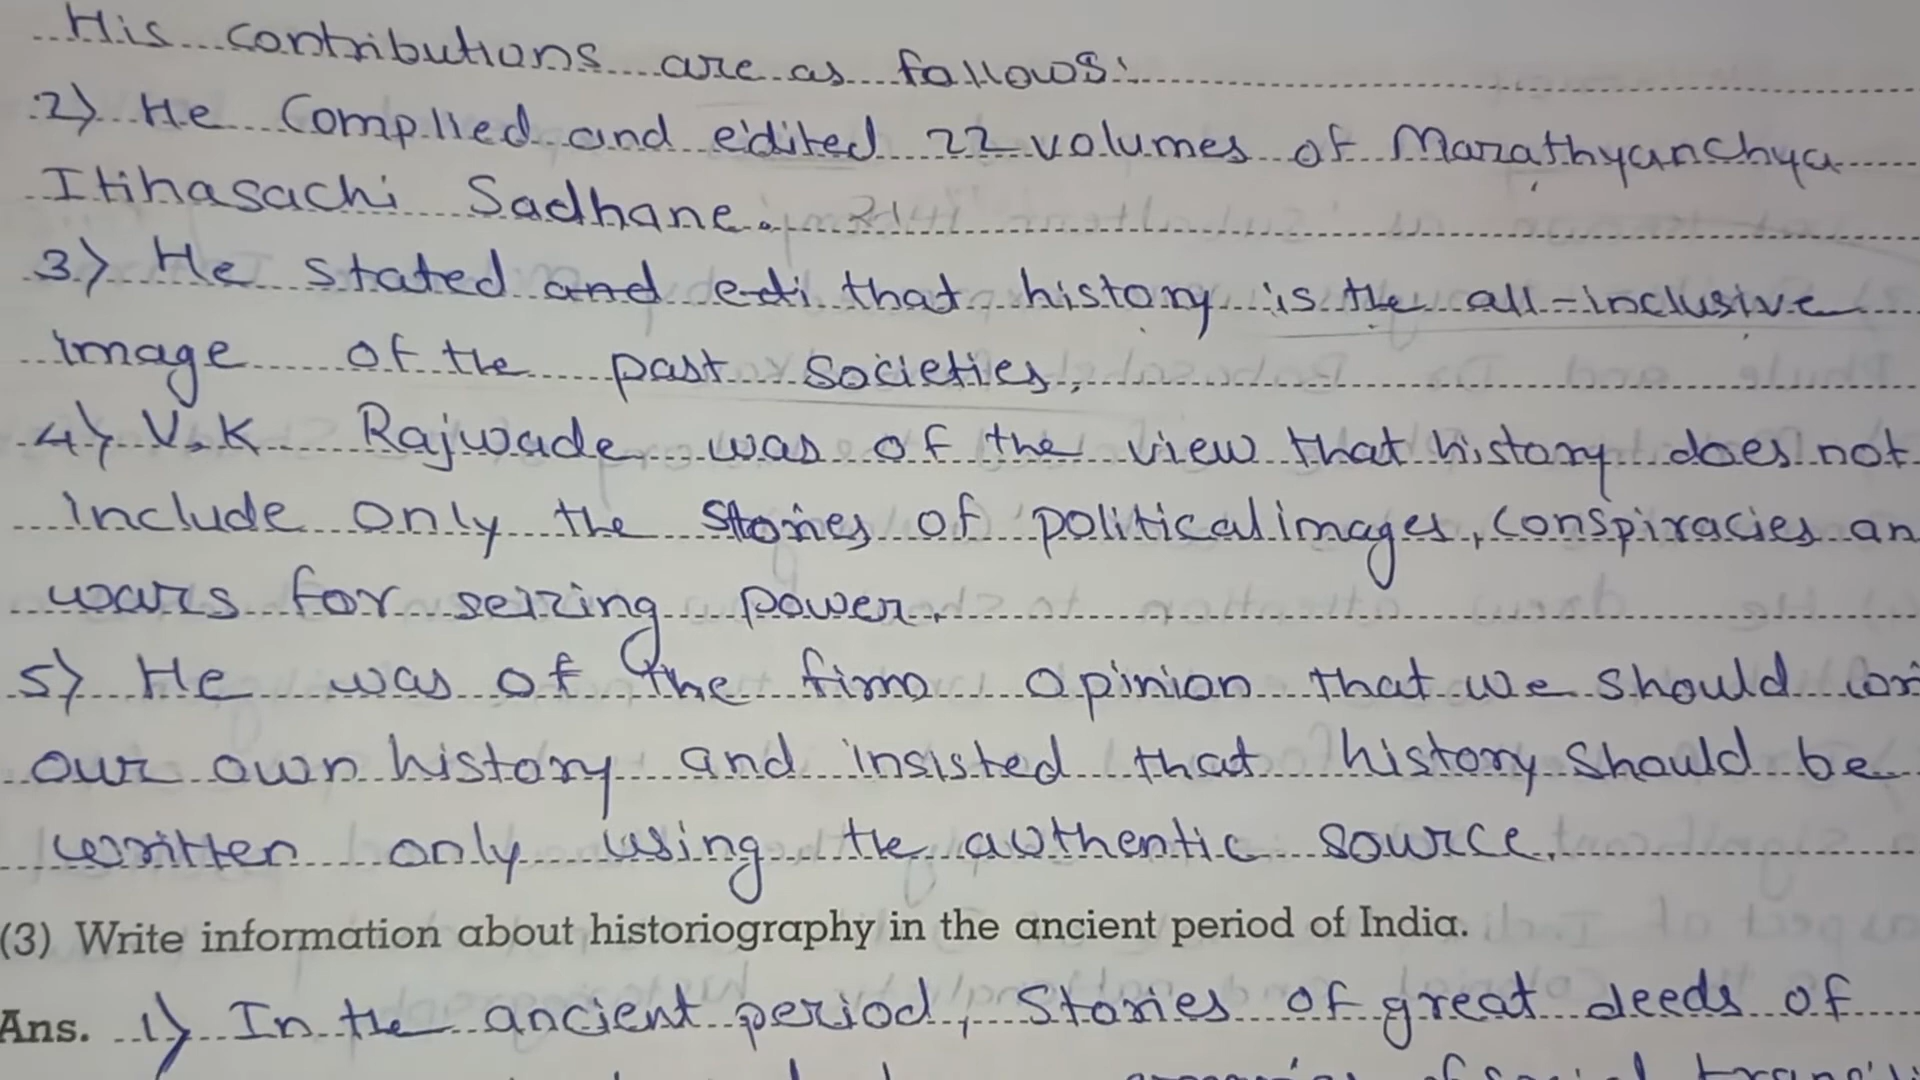 His contributions are as follows:
2) He Complied and edited 22 volumes of Marathyanchya
Itihasachi Sadhane.
3) He stated and edi that history is the all-inclusive
image of the past societies.
4) V.K Rajwade was of the view that history does not
include only the stories of political images, conspiracies an
wars for seizing power.
5) He was of the firm opinion that we should
our own history and insisted that history should be
written only using the authentic source.
(3) Write information about historiography in the ancient period of India.
Ans. 1) In the ancient period, stories of great deeds of